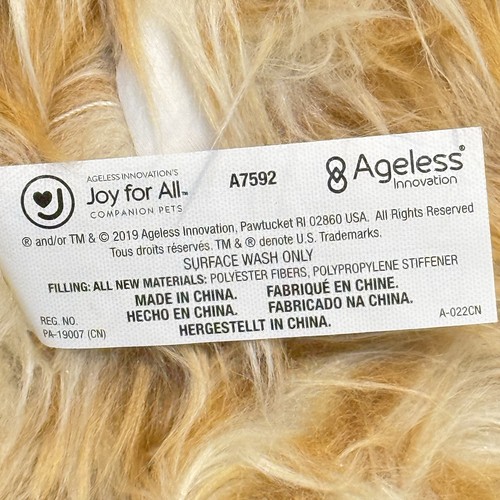 AGELESS INNOVATION'S
Joy for All™
COMPANION PETS
A7592
Ageless®
Innovation
® and/or TM & © 2019 Ageless Innovation, Pawtucket RI 02860 USA. All Rights Reserved
Tous droits réservés. TM & ® denote U.S. Trademarks.
SURFACE WASH ONLY
FILLING: ALL NEW MATERIALS: POLYESTER FIBERS, POLYPROPYLENE STIFFENER
MADE IN CHINA. FABRIQUÉ EN CHINE.
HECHO EN CHINA. FABRICADO NA CHINA.
HERGESTELLT IN CHINA.
REG. NO.
PA-19007 (CN)
A-022CN